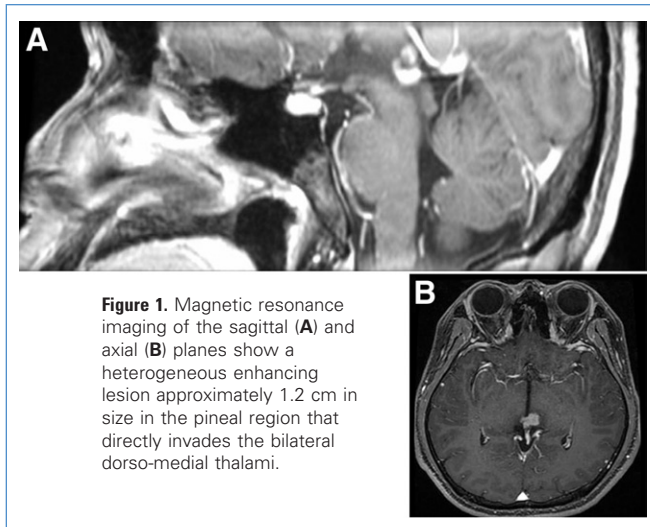 A
Figure 1. Magnetic resonance
imaging of the sagittal (A) and
axial (B) planes show a
heterogeneous enhancing
lesion approximately 1.2 cm in
size in the pineal region that
directly invades the bilateral
dorso-medial thalami.
B